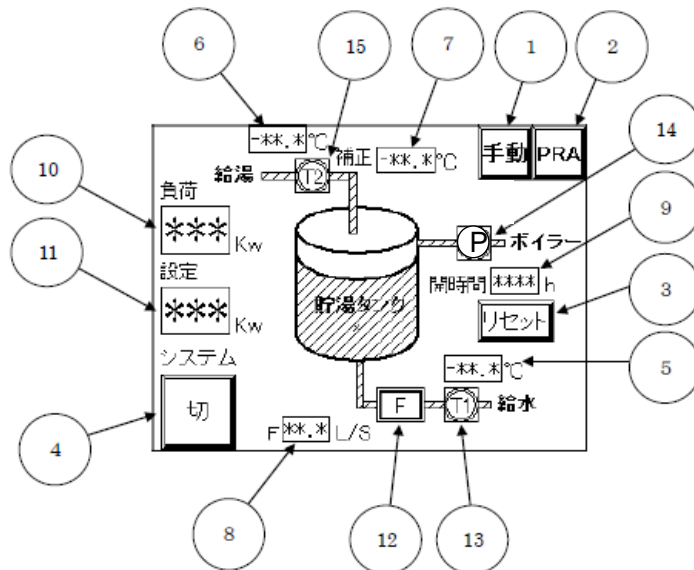 6
15
7
1
2
-**.*℃
補正 -**.*℃
手動 PRA
14
10
給湯 T2
負荷
*** Kw
P ボイラー
9
11
設定
*** Kw
貯湯タンク
開時間 **** h
リセット
3
システム
-**.*℃
5
切
F T1 給水
4
F **.* L/S
8
12
13